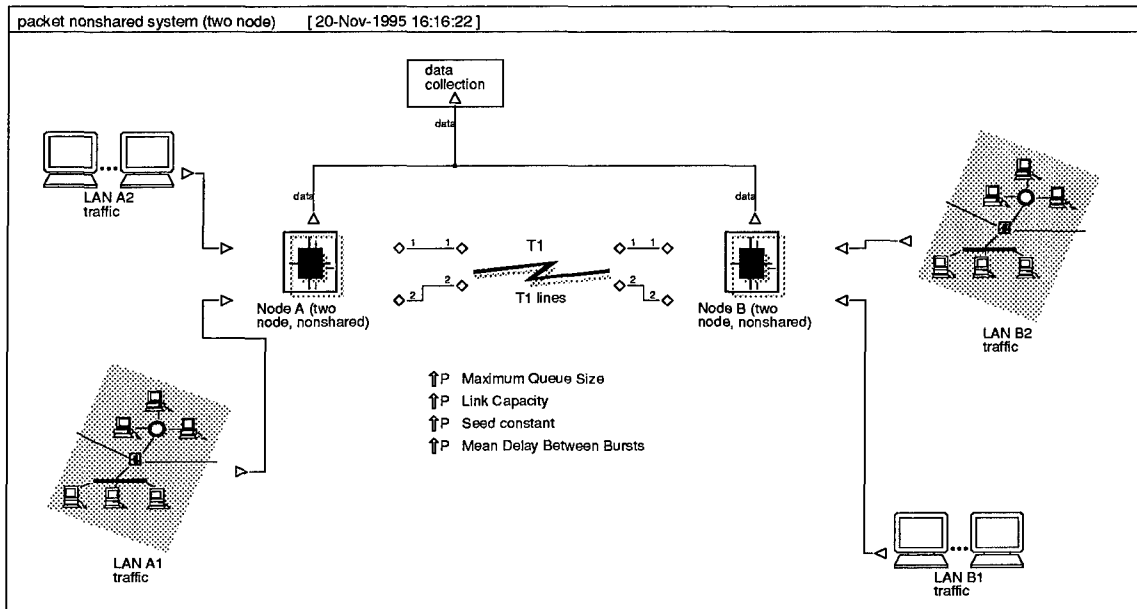 packet nonshared system (two node) [ 20-Nov-1995 16:16:22 ]
data
collection
data
LAN A2
traffic
data
data
1 1
T1
1 1
2 2
T1 lines
2 2
Node A (two
node, nonshared)
Node B (two
node, nonshared)
LAN B2
traffic
⇧P Maximum Queue Size
⇧P Link Capacity
⇧P Seed constant
⇧P Mean Delay Between Bursts
LAN A1
traffic
LAN B1
traffic